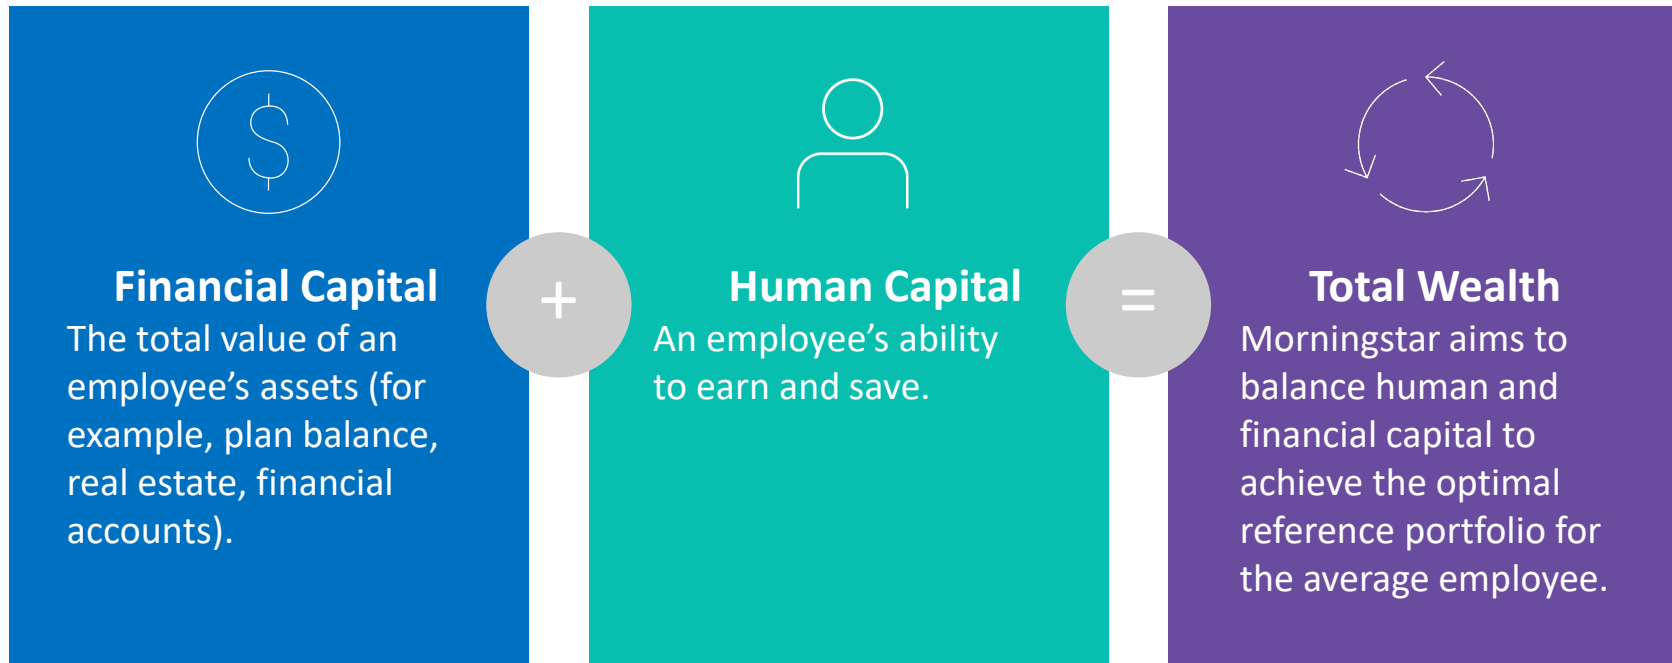 Financial Capital
The total value of an
employee’s assets (for
example, plan balance,
real estate, financial
accounts).
+
Human Capital
An employee’s ability
to earn and save.
=
Total Wealth
Morningstar aims to
balance human and
financial capital to
achieve the optimal
reference portfolio for
the average employee.